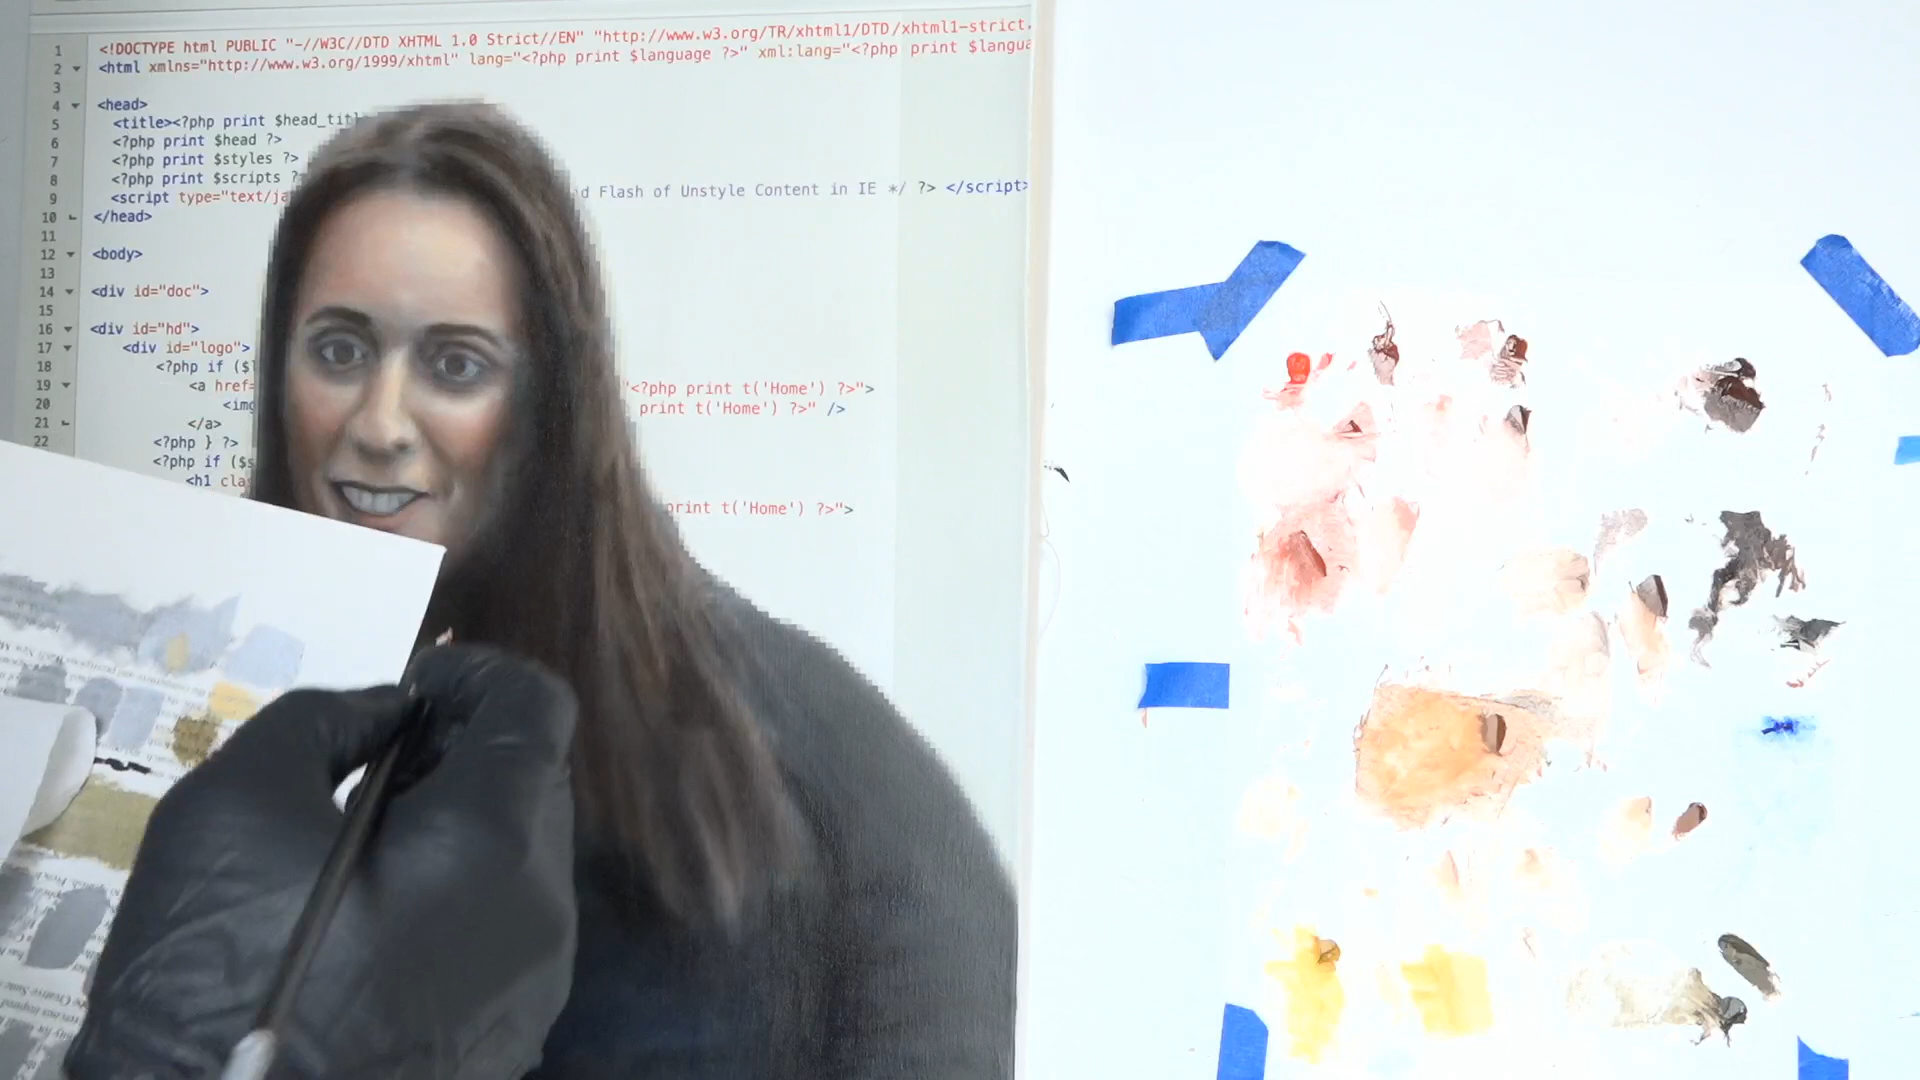 1 <!DOCTYPE html PUBLIC "-//W3C//DTD XHTML 1.0 Strict//EN" "http://www.w3.org/TR/xhtml1/DTD/xhtml1-strict.
2 <html xmlns="http://www.w3.org/1999/xhtml" lang="<?php print $language ?>" xml:lang="<?php print $langua
3
4 <head>
5 <title><?php print $head_titl
6 <?php print $head ?>
7 <?php print $styles ?>
8 <?php print $scripts ?
9 <script type="text/ja d Flash of Unstyle Content in IE */ ?> </script>
10 </head>
11
12 <body>
13
14 <div id="doc">
15
16 <div id="hd">
17 <div id="logo">
18 <?php if ($l
19 <a href= "<?php print t('Home') ?>">
20 <img print t('Home') ?>" />
21 </a>
22 <?php } ?>
<?php if ($s
<h1 cla print t('Home') ?>">